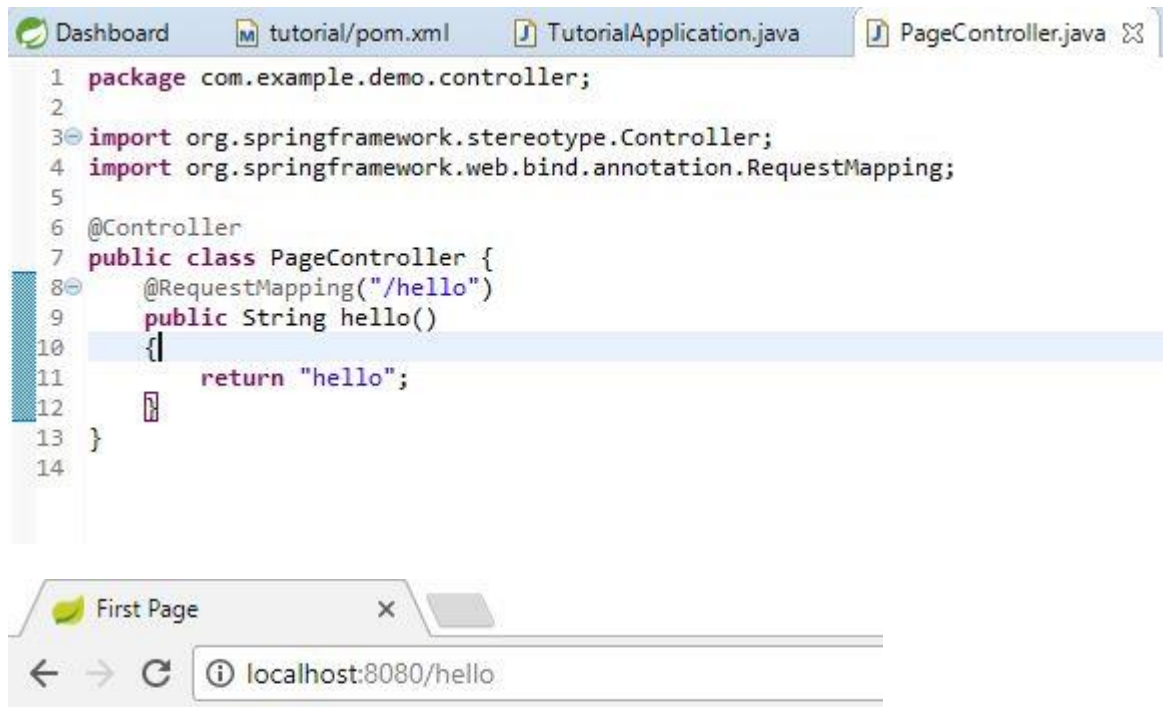 Dashboard tutorial/pom.xml TutorialApplication.java PageController.java
1 package com.example.demo.controller;
2
3 import org.springframework.stereotype.Controller;
4 import org.springframework.web.bind.annotation.RequestMapping;
5
6 @Controller
7 public class PageController {
8 @RequestMapping("/hello")
9 public String hello()
10 {
11 return "hello";
12 }
13 }
14
First Page
localhost:8080/hello